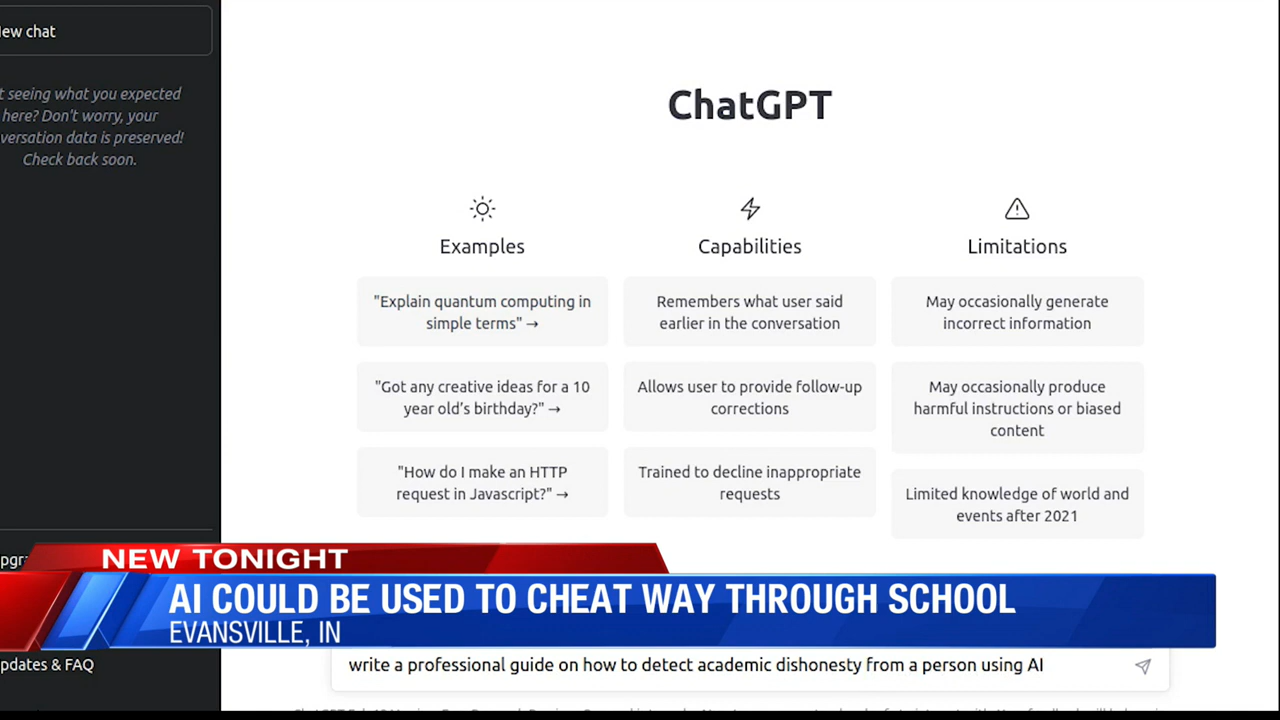 ew chat
t seeing what you expected
here? Don't worry, your
versation data is preserved!
Check back soon.
ChatGPT
Examples
Capabilities
Limitations
"Explain quantum computing in
simple terms" →
Remembers what user said
earlier in the conversation
May occasionally generate
incorrect information
"Got any creative ideas for a 10
year old's birthday?" →
Allows user to provide follow-up
corrections
May occasionally produce
harmful instructions or biased
content
"How do I make an HTTP
request in Javascript?" →
Trained to decline inappropriate
requests
Limited knowledge of world and
events after 2021
pgr
NEW TONIGHT
AI COULD BE USED TO CHEAT WAY THROUGH SCHOOL
EVANSVILLE, IN
pdates & FAQ
write a professional guide on how to detect academic dishonesty from a person using AI